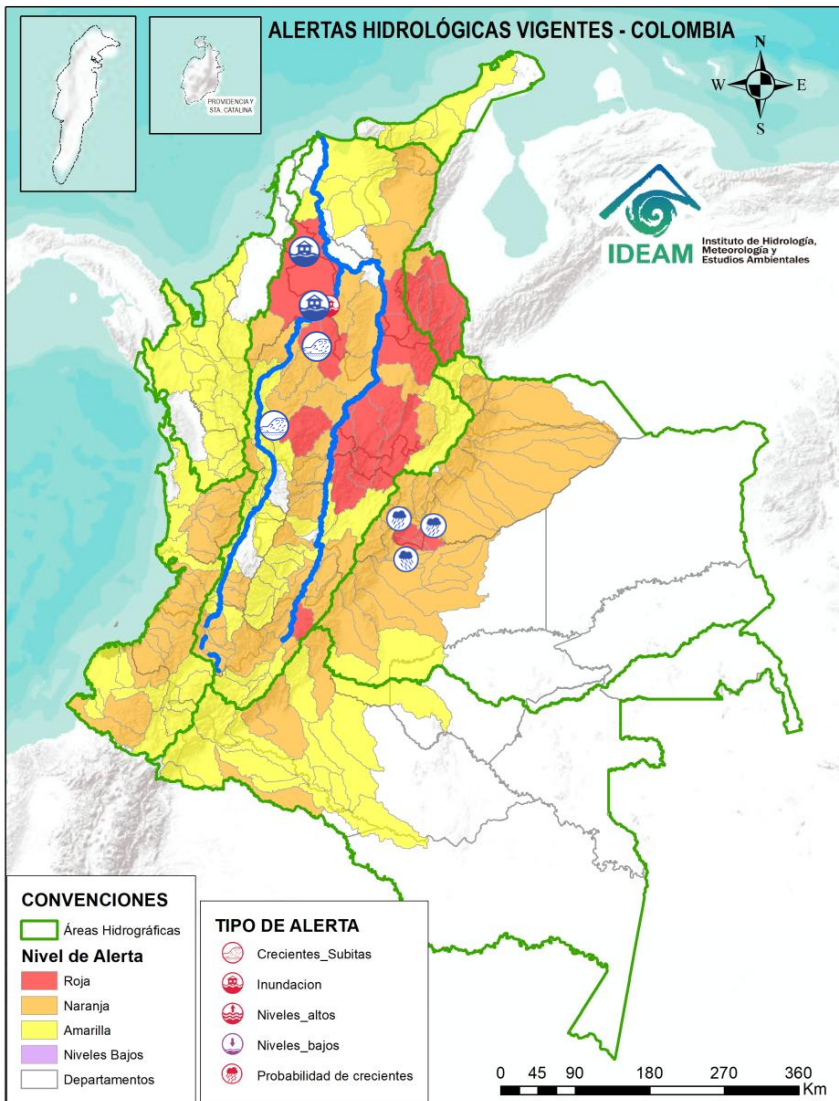 ALERTAS HIDROLÓGICAS VIGENTES - COLOMBIA
PROVIDENCIA Y
STA. CATALINA
N
W
E
S
IDEAM
Instituto de Hidrología,
Meteorología y
Estudios Ambientales
CONVENCIONES
Áreas Hidrográficas
Nivel de Alerta
Roja
Naranja
Amarilla
Niveles Bajos
Departamentos
TIPO DE ALERTA
Crecientes_Subitas
Inundacion
Niveles_altos
Niveles_bajos
Probabilidad de crecientes
0 45 90 180 270 360
Km